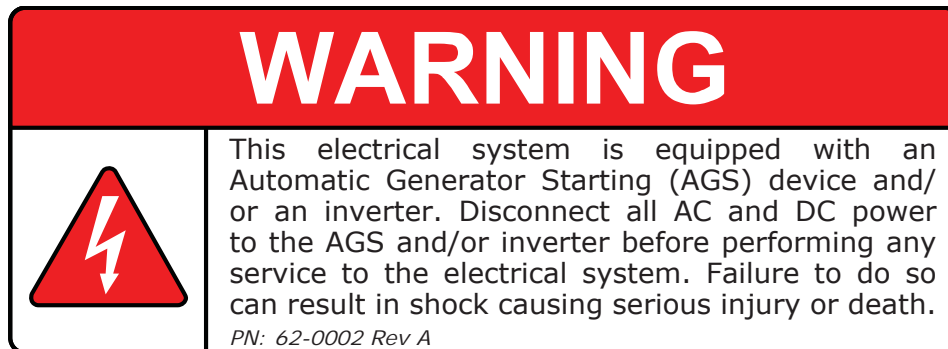 WARNING
This electrical system is equipped with an
Automatic Generator Starting (AGS) device and/
or an inverter. Disconnect all AC and DC power
to the AGS and/or inverter before performing any
service to the electrical system. Failure to do so
can result in shock causing serious injury or death.
PN: 62-0002 Rev A